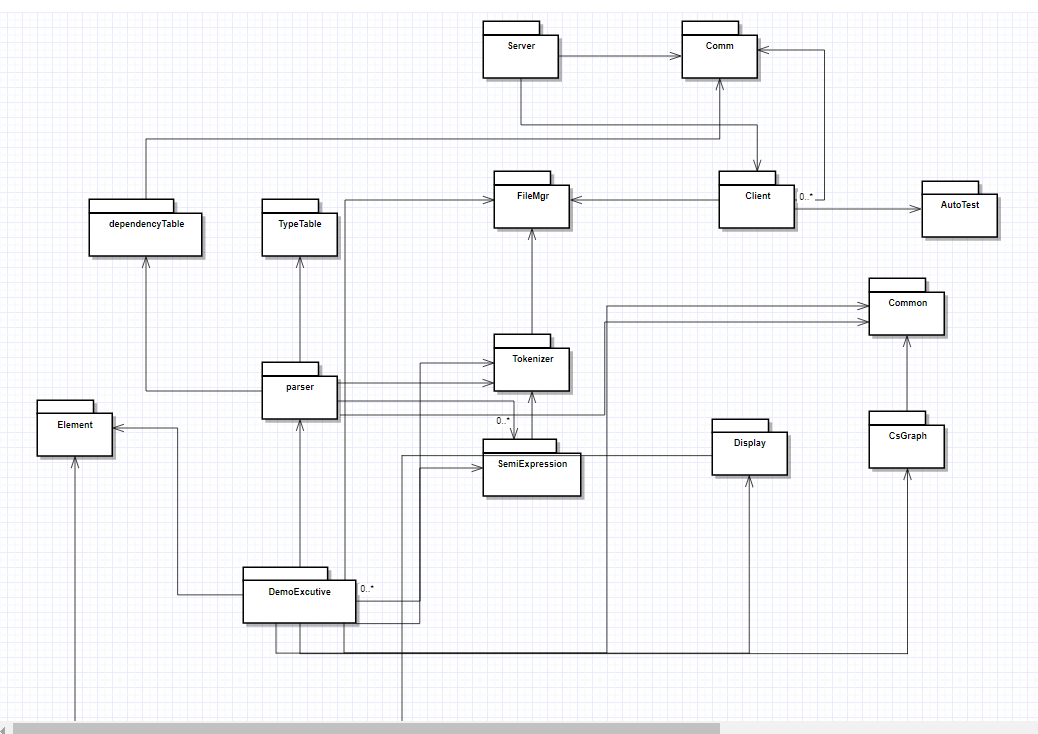 Server
Comm
FileMgr
Client
0..*
AutoTest
dependencyTable
TypeTable
Common
Tokenizer
parser
0..*
Element
Display
CsGraph
SemiExpression
DemoExcutive
0..*